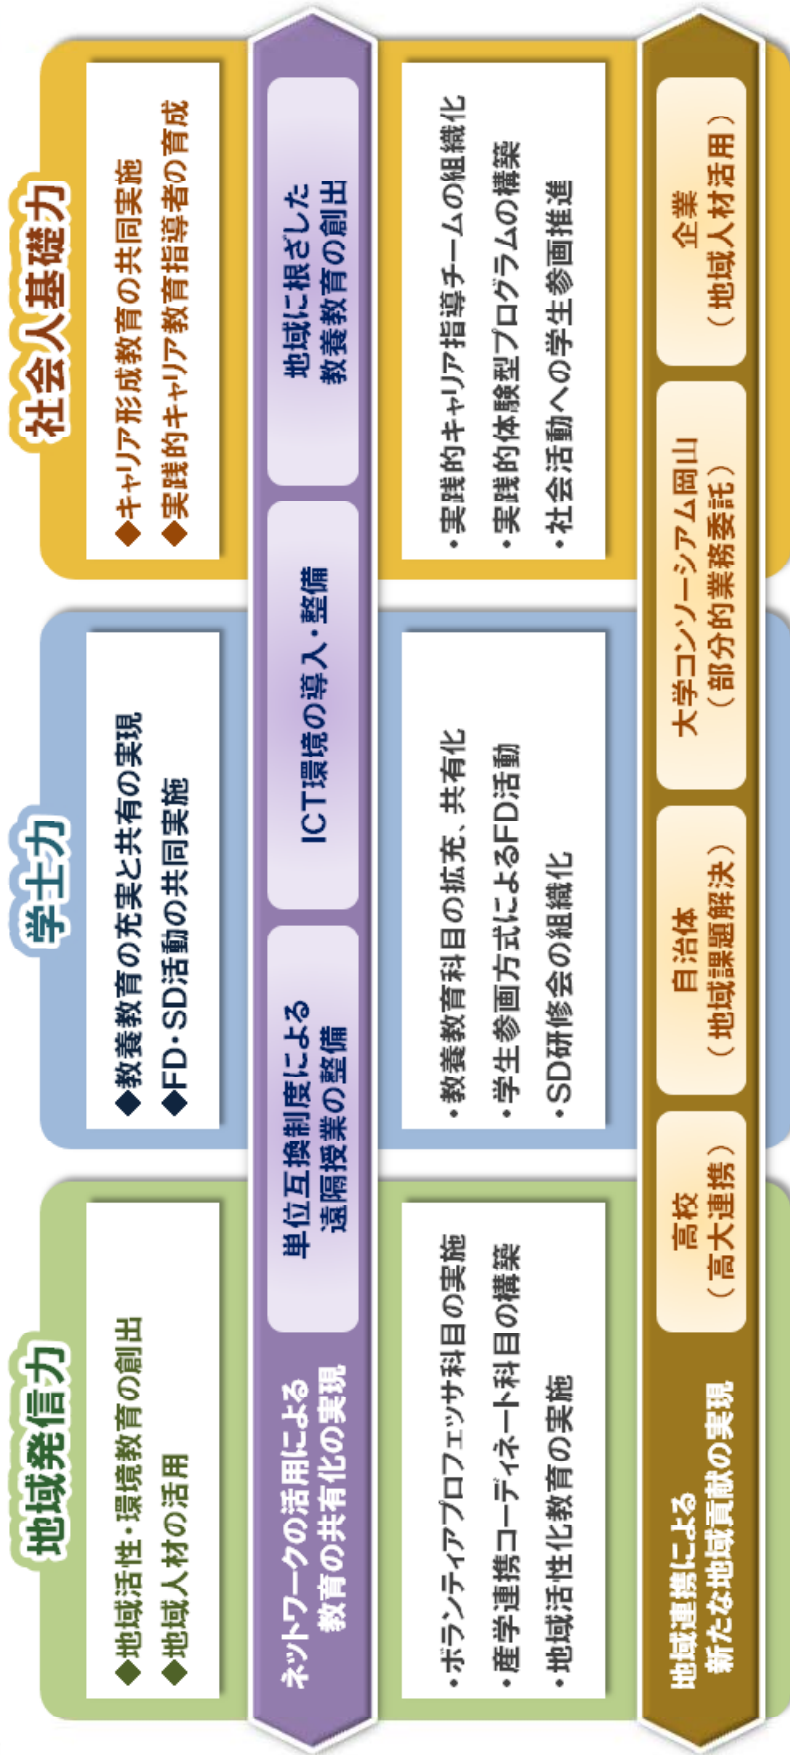 地域発信力
◆地域活性・環境教育の創出
◆地域人材の活用
学士力
◆教養教育の充実と共有の実現
◆FD・SD活動の共同実施
社会人基礎力
◆キャリア形成教育の共同実施
◆実践的キャリア教育指導者の育成
ネットワークの活用による
教育の共有化の実現
単位互換制度による
遠隔授業の整備
ICT環境の導入・整備
地域に根ざした
教養教育の創出
・ボランティアプロフェッサ科目の実施
・産学連携コーディネート科目の構築
・地域活性化教育の実施
・教養教育科目の拡充、共有化
・学生参画方式によるFD活動
・SD研修会の組織化
・実践的キャリア指導チームの組織化
・実践的体験型プログラムの構築
・社会活動への学生参画推進
地域連携による
新たな地域貢献の実現
高校
（高大連携）
自治体
（地域課題解決）
大学コンソーシアム岡山
（部分的業務委託）
企業
（地域人材活用）